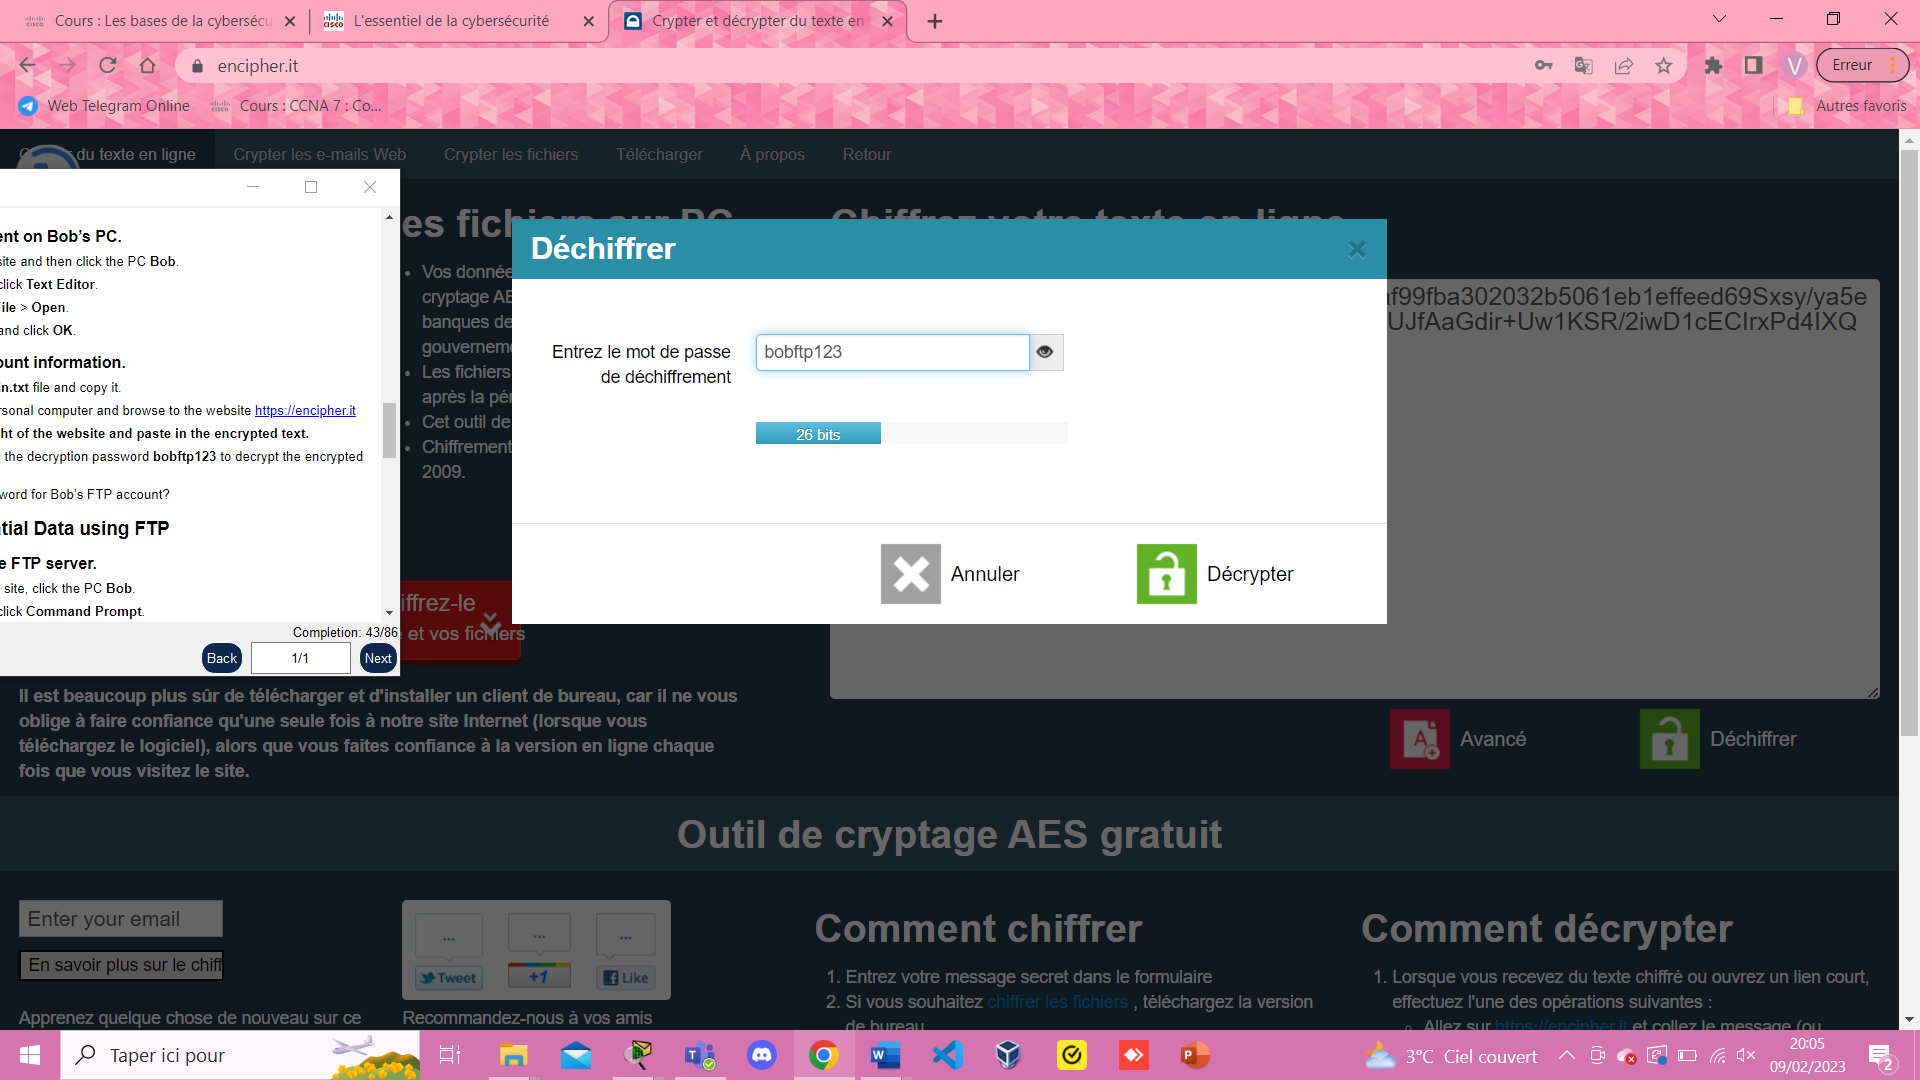 Cours : Les bases de la cybersécu
L'essentiel de la cybersécurité
Crypter et décrypter du texte en
encipher.it
Erreur
Web Telegram Online
Cours : CCNA 7 : Co...
Autres favoris
du texte en ligne
Crypter les e-mails Web
Crypter les fichiers
Télécharger
À propos
Retour
ent on Bob's PC.
site and then click the PC Bob.
click Text Editor.
File > Open.
and click OK.
ount information.
in.txt file and copy it.
rsonal computer and browse to the website https://encipher.it
ht of the website and paste in the encrypted text.
the decryption password bobftp123 to decrypt the encrypted
word for Bob's FTP account?
tial Data using FTP
e FTP server.
site, click the PC Bob.
click Command Prompt.
Completion: 43/86
Back
1/1
Next
es fichiers sur PC
Vos donnée
cryptage AE
banques de
gouverneme
Les fichiers
après la pé
Cet outil de
Chiffrement
2009.
iffrez-le
et vos fichiers
Il est beaucoup plus sûr de télécharger et d'installer un client de bureau, car il ne vous
oblige à faire confiance qu'une seule fois à notre site Internet (lorsque vous
téléchargez le logiciel), alors que vous faites confiance à la version en ligne chaque
fois que vous visitez le site.
Chiffrez votre texte en ligne
af99fba302032b5061eb1effeed69Sxsy/ya5e
UJfAaGdir+Uw1KSR/2iwD1cECIrxPd4IXQ
Déchiffrer
Entrez le mot de passe
de déchiffrement
bobftp123
26 bits
Annuler
Décrypter
Avancé
Déchiffrer
Outil de cryptage AES gratuit
Enter your email
En savoir plus sur le chiff
Apprenez quelque chose de nouveau sur ce
...
...
...
Tweet
+1
Like
Recommandez-nous à vos amis
Comment chiffrer
1. Entrez votre message secret dans le formulaire
2. Si vous souhaitez chiffrer les fichiers , téléchargez la version
de bureau
Comment décrypter
1. Lorsque vous recevez du texte chiffré ou ouvrez un lien court,
effectuez l'une des opérations suivantes :
Allez sur https://encipher.it et collez le message (ou
Taper ici pour
3°C Ciel couvert
20:05
09/02/2023
2